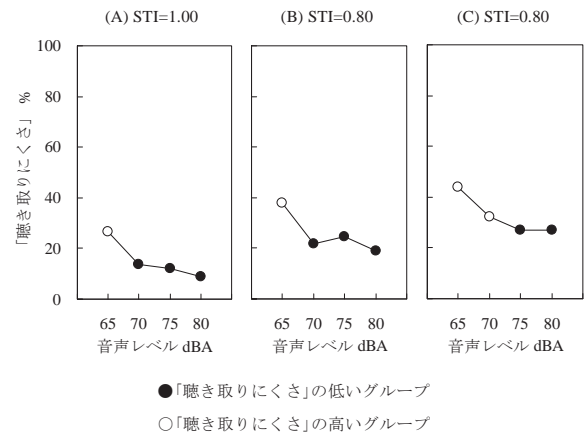 (A) STI=1.00 (B) STI=0.80 (C) STI=0.80
「聴き取りにくさ」 %
100
80
60
40
20
0
65 70 75 80 65 70 75 80 65 70 75 80
音声レベル dBA 音声レベル dBA 音声レベル dBA
●「聴き取りにくさ」の低いグループ
○「聴き取りにくさ」の高いグループ